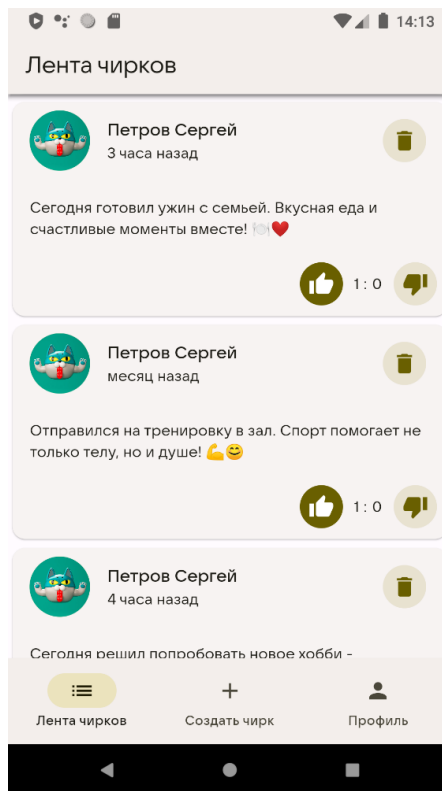 14:13
Лента чирков
Петров Сергей
3 часа назад
Сегодня готовил ужин с семьей. Вкусная еда и
счастливые моменты вместе! 🍽️❤️
1 : 0
Петров Сергей
месяц назад
Отправился на тренировку в зал. Спорт помогает не
только телу, но и душе! 💪😊
1 : 0
Петров Сергей
4 часа назад
Сегодня решил попробовать новое хобби -
Лента чирков
Создать чирк
Профиль